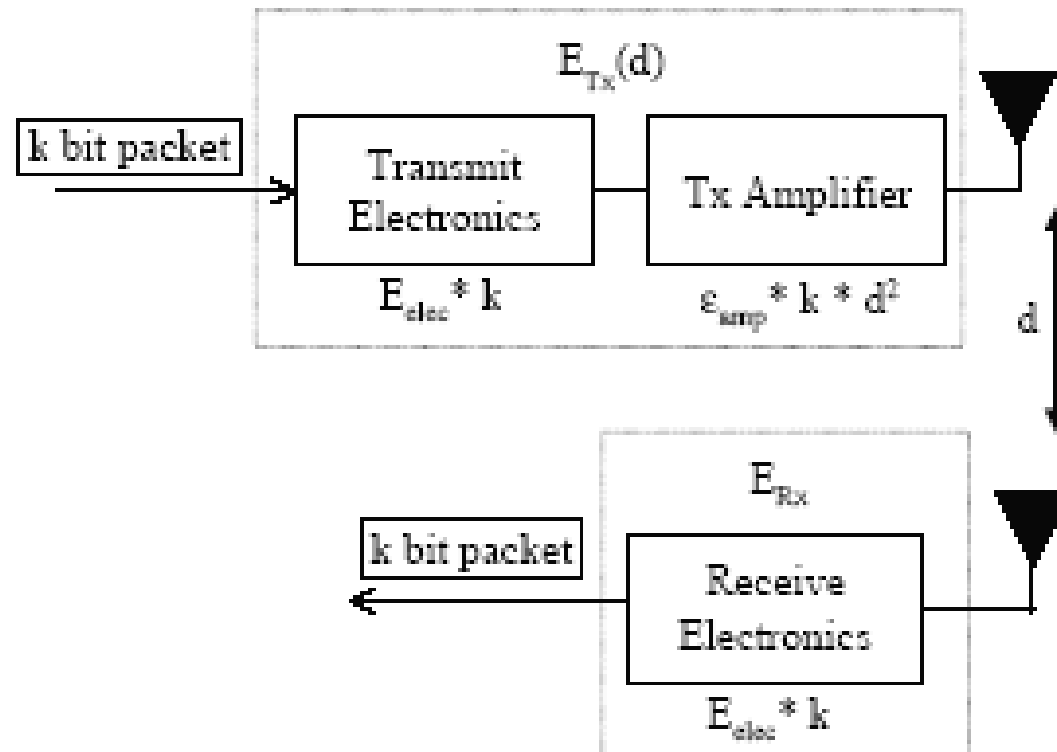 E_Tx(d)
k bit packet
Transmit
Electronics
Tx Amplifier
E_elec * k
ε_amp * k * d²
d
E_Rx
k bit packet
Receive
Electronics
E_elec * k